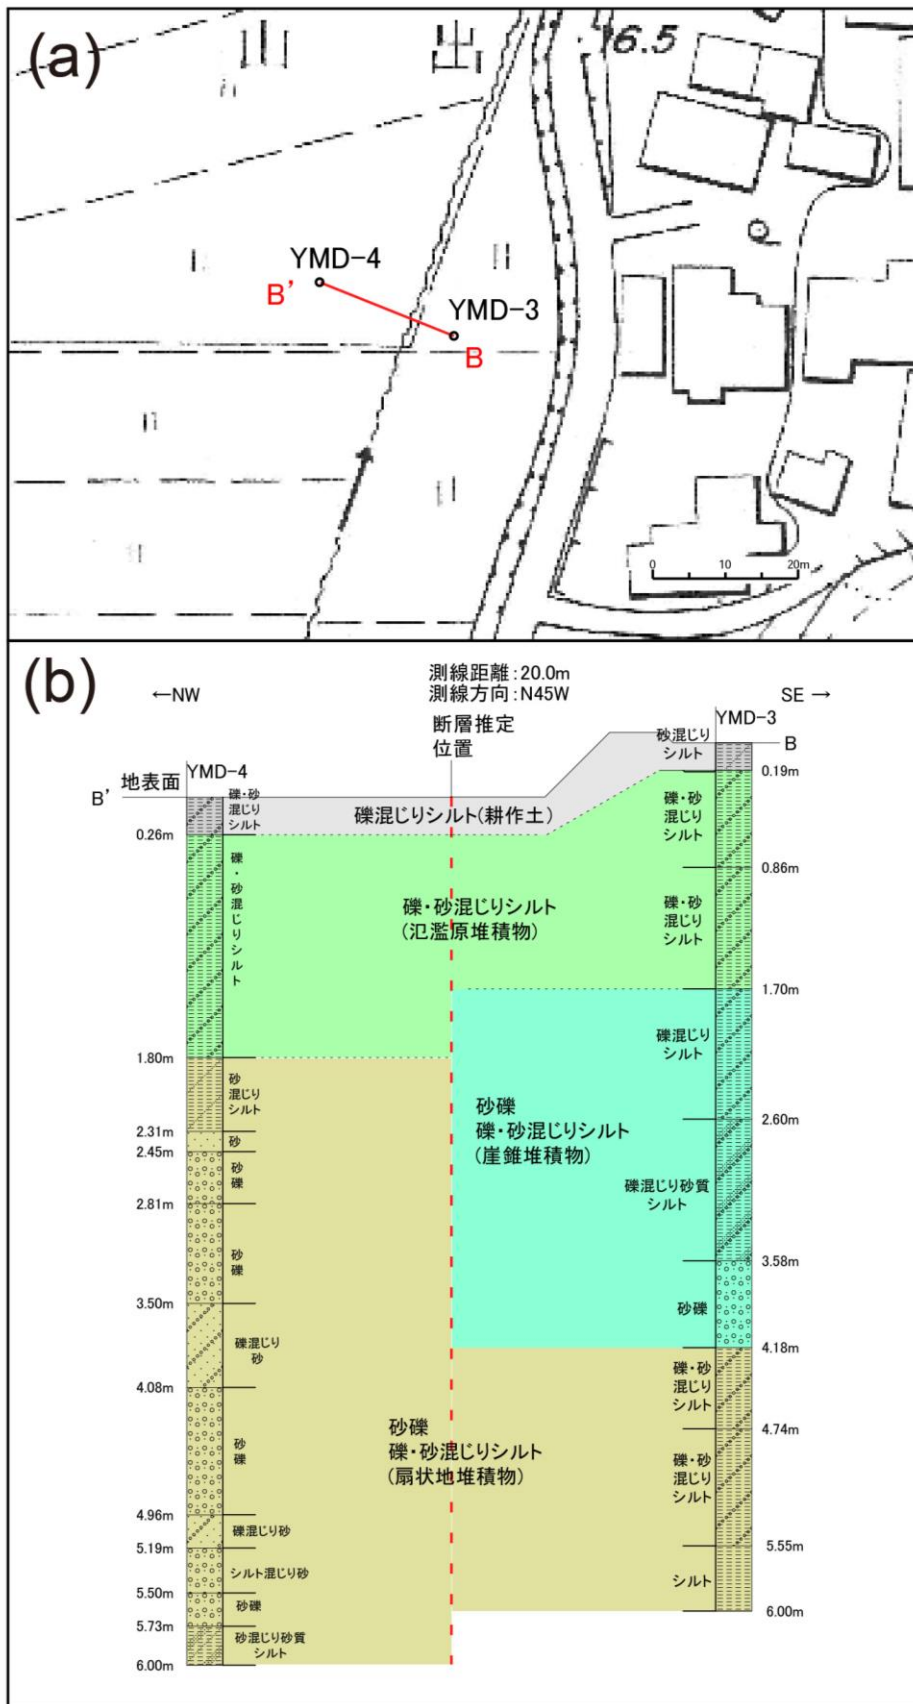 (a)
山
出
16.5
YMD-4
B'
YMD-3
B
0 10 20m
(b)
測線距離:20.0m
測線方向:N45W
←NW
SE→
断層推定
位置
YMD-3
B
YMD-4
地表面
B'
礫混じりシルト(耕作土)
礫・砂混じりシルト
(氾濫原堆積物)
砂礫
礫・砂混じりシルト
(崖錐堆積物)
砂礫
礫・砂混じりシルト
(扇状地堆積物)
礫・砂
混じり
シルト
0.26m
礫・砂混じりシルト
1.80m
砂
混じり
シルト
2.31m
砂
2.45m
砂
礫
2.81m
砂
礫
3.50m
礫混じり
砂
4.08m
砂
礫
4.96m
礫混じり砂
5.19m
シルト混じり砂
5.50m
砂礫
5.73m
砂混じり砂質
シルト
6.00m
砂混じり
シルト
0.19m
礫・砂
混じり
シルト
0.86m
礫・砂
混じり
シルト
1.70m
礫混じり
シルト
2.60m
礫混じり砂質
シルト
3.58m
砂礫
4.18m
礫・砂
混じり
シルト
4.74m
礫・砂
混じり
シルト
5.55m
シルト
6.00m